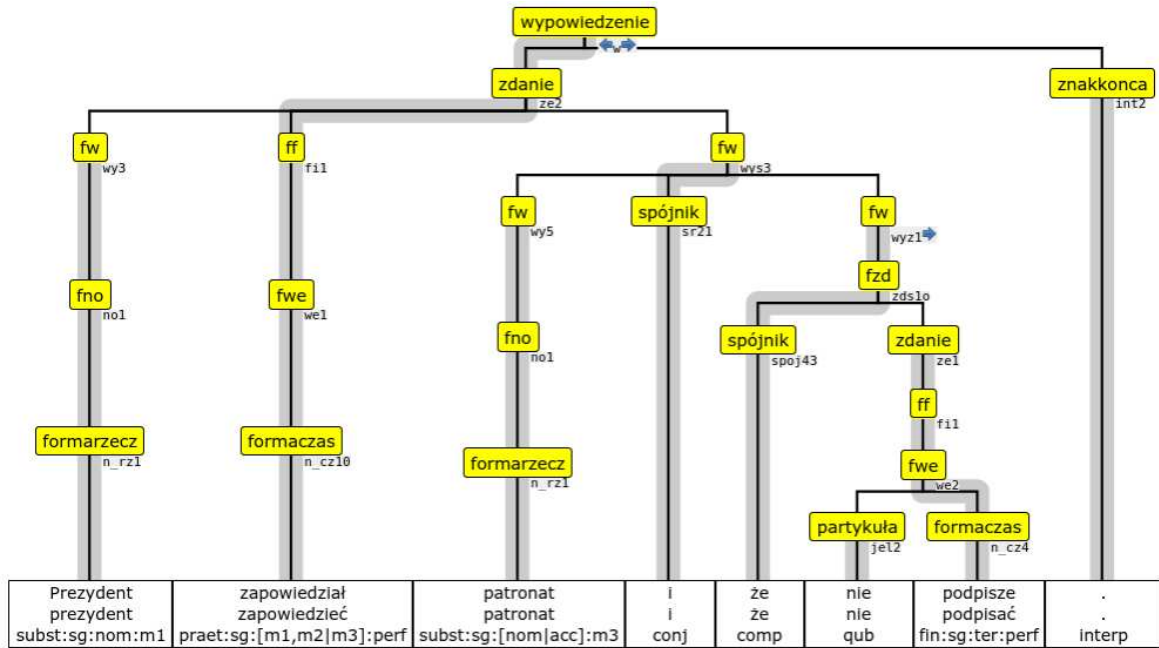 wypowiedzenie
w
zdanie
znakkonca
ze2
int2
fw
ff
fw
wy3
fi1
wys3
fw
spójnik
fw
wy5
sr21
wyz1
fno
fwe
fzd
no1
we1
zds1o
fno
spójnik
zdanie
no1
spoj43
ze1
ff
fi1
formarzecz
formaczas
formarzecz
fwe
n_rz1
n_cz10
n_rz1
we2
partykuła
formaczas
jel2
n_cz4
Prezydent zapowiedział patronat i że nie podpisze .
prezydent zapowiedzieć patronat i że nie podpisać .
subst:sg:nom:m1 praet:sg:[m1,m2|m3]:perf subst:sg:[nom|acc]:m3 conj comp qub fin:sg:ter:perf interp